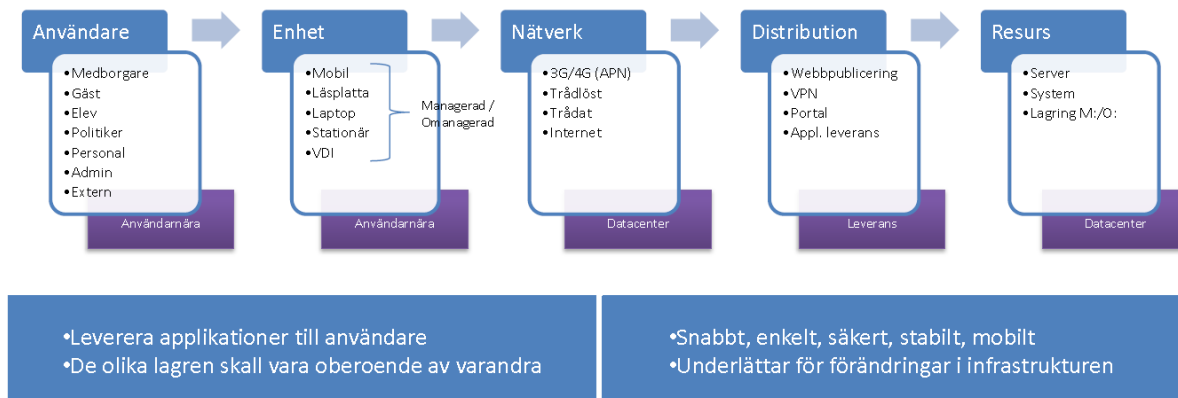 Användare
•Medborgare
•Gäst
•Elev
•Politiker
•Personal
•Admin
•Extern
Användarnära
Enhet
•Mobil
•Läsplatta
•Laptop
•Stationär
•VDI
Managerad /
Omanagerad
Användarnära
Nätverk
•3G/4G (APN)
•Trådlöst
•Trådat
•Internet
Datacenter
Distribution
•Webbpublicering
•VPN
•Portal
•Appl. leverans
Leverans
Resurs
•Server
•System
•Lagring M:/O:
Datacenter
•Leverera applikationer till användare
•De olika lagren skall vara oberoende av varandra
•Snabbt, enkelt, säkert, stabilt, mobilt
•Underlättar för förändringar i infrastrukturen